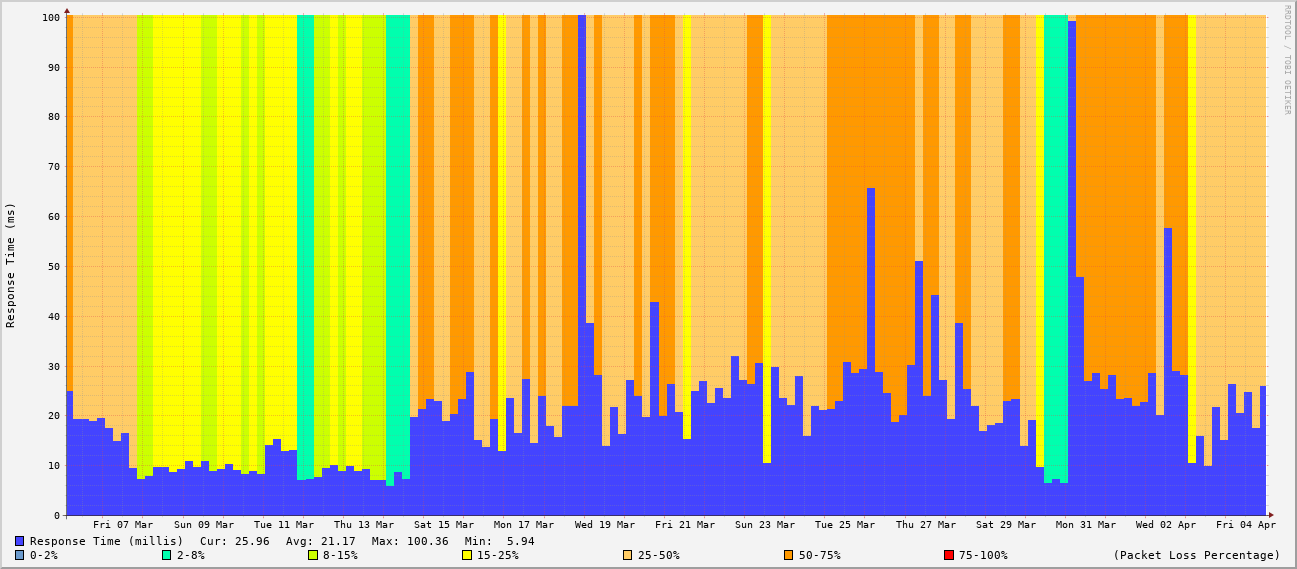 RRDTOOL / TOBI OETIKER
Response Time (ms)
100
90
80
70
60
50
40
30
20
10
0
Fri 07 Mar Sun 09 Mar Tue 11 Mar Thu 13 Mar Sat 15 Mar Mon 17 Mar Wed 19 Mar Fri 21 Mar Sun 23 Mar Tue 25 Mar Thu 27 Mar Sat 29 Mar Mon 31 Mar Wed 02 Apr Fri 04 Apr
Response Time (millis) Cur: 25.96 Avg: 21.17 Max: 100.36 Min: 5.94
0-2% 2-8% 8-15% 15-25% 25-50% 50-75% 75-100% (Packet Loss Percentage)